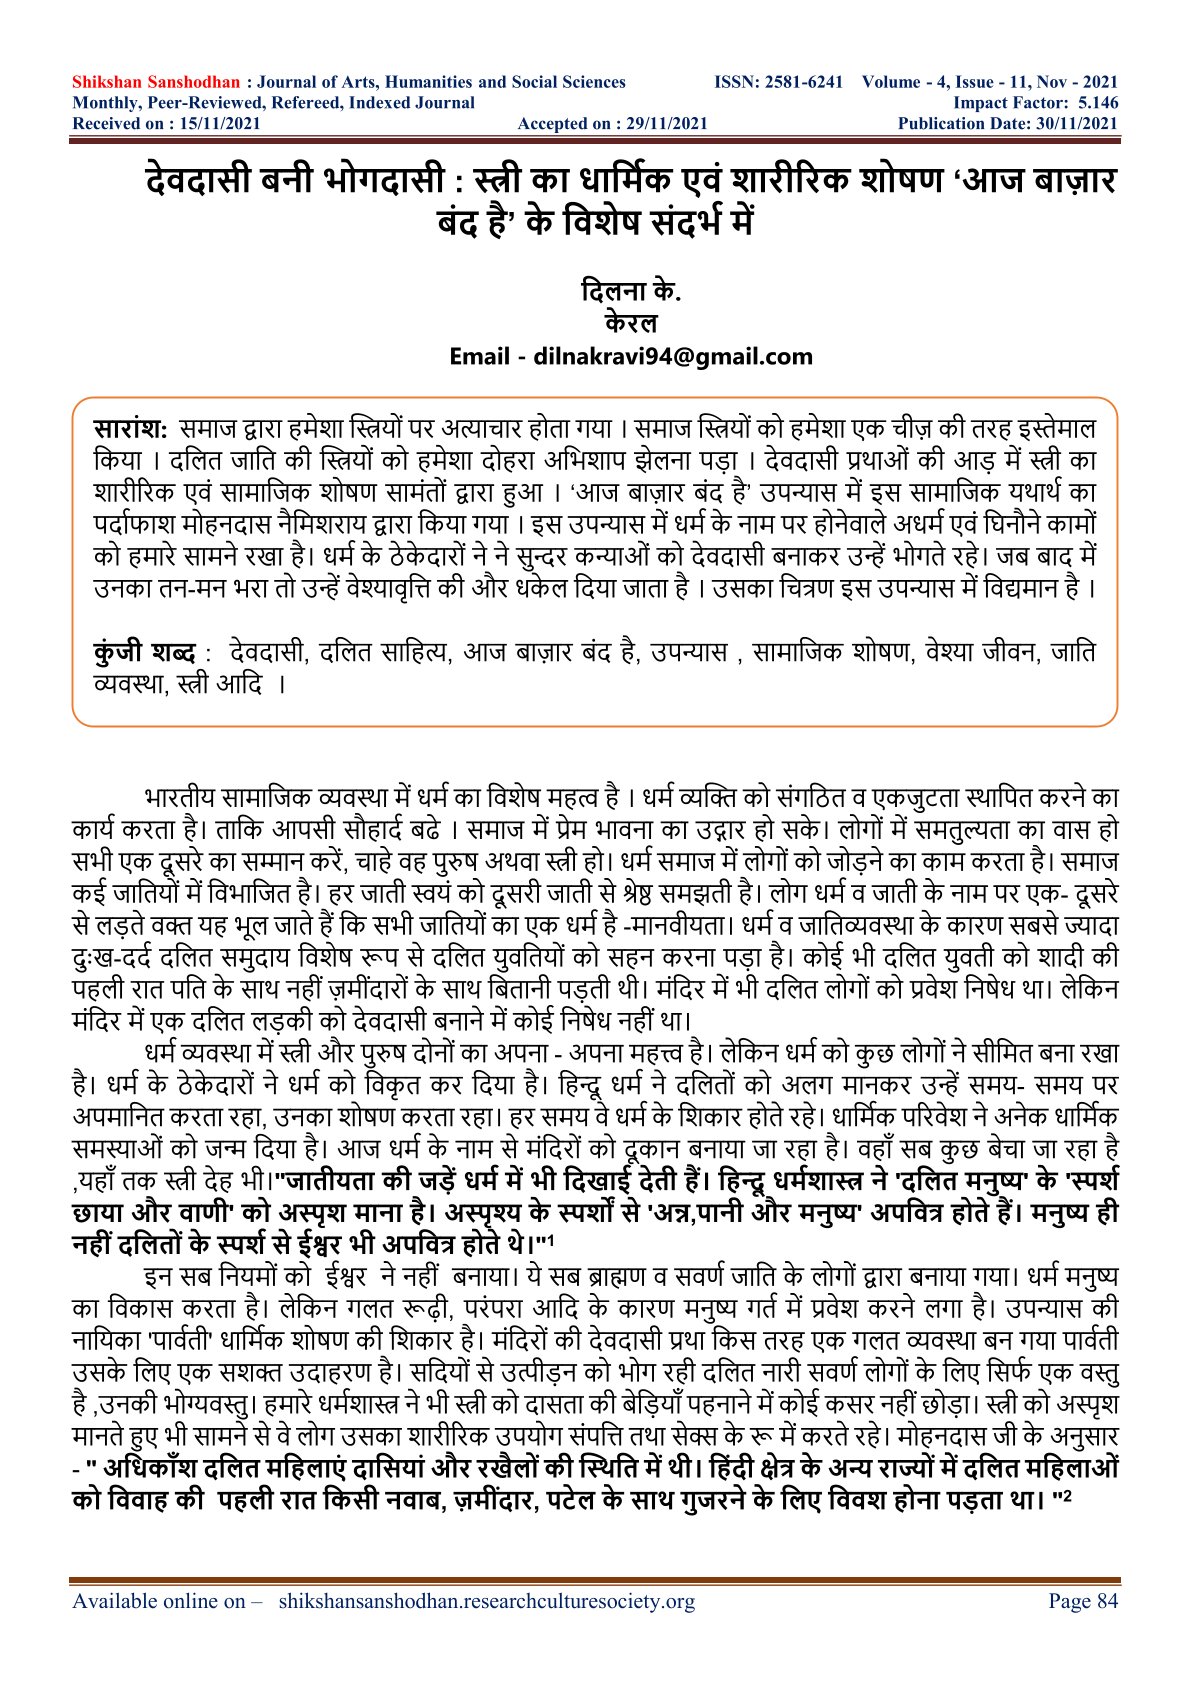 Shikshan Sanshodhan : Journal of Arts, Humanities and Social Sciences ISSN: 2581-6241 Volume - 4, Issue - 11, Nov - 2021
Monthly, Peer-Reviewed, Refereed, Indexed Journal Impact Factor: 5.146
Received on : 15/11/2021 Accepted on : 29/11/2021 Publication Date: 30/11/2021
देवदासी बनी भोगदासी : स्त्री का धार्मिक एवं शारीरिक शोषण ‘आज बाज़ार
बंद है’ के विशेष संदर्भ में
दिलना के.
केरल
Email - dilnakravi94@gmail.com
सारांश: समाज द्वारा हमेशा स्त्रियों पर अत्याचार होता गया । समाज स्त्रियों को हमेशा एक चीज़ की तरह इस्तेमाल
किया । दलित जाति की स्त्रियों को हमेशा दोहरा अभिशाप झेलना पड़ा । देवदासी प्रथाओं की आड़ में स्त्री का
शारीरिक एवं सामाजिक शोषण सामंतों द्वारा हुआ । ‘आज बाज़ार बंद है’ उपन्यास में इस सामाजिक यथार्थ का
पर्दाफाश मोहनदास नैमिशराय द्वारा किया गया । इस उपन्यास में धर्म के नाम पर होनेवाले अधर्म एवं घिनौने कामों
को हमारे सामने रखा है। धर्म के ठेकेदारों ने ने सुन्दर कन्याओं को देवदासी बनाकर उन्हें भोगते रहे। जब बाद में
उनका तन-मन भरा तो उन्हें वेश्यावृत्ति की और धकेल दिया जाता है । उसका चित्रण इस उपन्यास में विद्यमान है ।
कुंजी शब्द : देवदासी, दलित साहित्य, आज बाज़ार बंद है, उपन्यास , सामाजिक शोषण, वेश्या जीवन, जाति
व्यवस्था, स्त्री आदि ।
भारतीय सामाजिक व्यवस्था में धर्म का विशेष महत्व है । धर्म व्यक्ति को संगठित व एकजुटता स्थापित करने का
कार्य करता है। ताकि आपसी सौहार्द बढे । समाज में प्रेम भावना का उद्गार हो सके। लोगों में समतुल्यता का वास हो
सभी एक दूसरे का सम्मान करें, चाहे वह पुरुष अथवा स्त्री हो। धर्म समाज में लोगों को जोड़ने का काम करता है। समाज
कई जातियों में विभाजित है। हर जाती स्वयं को दूसरी जाती से श्रेष्ठ समझती है। लोग धर्म व जाती के नाम पर एक- दूसरे
से लड़ते वक्त यह भूल जाते हैं कि सभी जातियों का एक धर्म है -मानवीयता। धर्म व जातिव्यवस्था के कारण सबसे ज्यादा
दुःख-दर्द दलित समुदाय विशेष रूप से दलित युवतियों को सहन करना पड़ा है। कोई भी दलित युवती को शादी की
पहली रात पति के साथ नहीं ज़मींदारों के साथ बितानी पड़ती थी। मंदिर में भी दलित लोगों को प्रवेश निषेध था। लेकिन
मंदिर में एक दलित लड़की को देवदासी बनाने में कोई निषेध नहीं था।
धर्म व्यवस्था में स्त्री और पुरुष दोनों का अपना - अपना महत्त्व है। लेकिन धर्म को कुछ लोगों ने सीमित बना रखा
है। धर्म के ठेकेदारों ने धर्म को विकृत कर दिया है। हिन्दू धर्म ने दलितों को अलग मानकर उन्हें समय- समय पर
अपमानित करता रहा, उनका शोषण करता रहा। हर समय वे धर्म के शिकार होते रहे। धार्मिक परिवेश ने अनेक धार्मिक
समस्याओं को जन्म दिया है। आज धर्म के नाम से मंदिरों को दूकान बनाया जा रहा है। वहाँ सब कुछ बेचा जा रहा है
,यहाँ तक स्त्री देह भी।"जातीयता की जड़ें धर्म में भी दिखाई देती हैं। हिन्दू धर्मशास्त्र ने 'दलित मनुष्य' के 'स्पर्श
छाया और वाणी' को अस्पृश माना है। अस्पृश्य के स्पर्शों से 'अन्न,पानी और मनुष्य' अपवित्र होते हैं। मनुष्य ही
नहीं दलितों के स्पर्श से ईश्वर भी अपवित्र होते थे।"1
इन सब नियमों को ईश्वर ने नहीं बनाया। ये सब ब्राह्मण व सवर्ण जाति के लोगों द्वारा बनाया गया। धर्म मनुष्य
का विकास करता है। लेकिन गलत रूढ़ी, परंपरा आदि के कारण मनुष्य गर्त में प्रवेश करने लगा है। उपन्यास की
नायिका 'पार्वती' धार्मिक शोषण की शिकार है। मंदिरों की देवदासी प्रथा किस तरह एक गलत व्यवस्था बन गया पार्वती
उसके लिए एक सशक्त उदाहरण है। सदियों से उत्पीड़न को भोग रही दलित नारी सवर्ण लोगों के लिए सिर्फ एक वस्तु
है ,उनकी भोग्यवस्तु। हमारे धर्मशास्त्र ने भी स्त्री को दासता की बेड़ियाँ पहनाने में कोई कसर नहीं छोड़ा। स्त्री को अस्पृश
मानते हुए भी सामने से वे लोग उसका शारीरिक उपयोग संपत्ति तथा सेक्स के रू में करते रहे। मोहनदास जी के अनुसार
- " अधिकाँश दलित महिलाएं दासियां और रखैलों की स्थिति में थी। हिंदी क्षेत्र के अन्य राज्यों में दलित महिलाओं
को विवाह की पहली रात किसी नवाब, ज़मींदार, पटेल के साथ गुजरने के लिए विवश होना पड़ता था। "2
Available online on – shikshansanshodhan.researchculturesociety.org Page 84